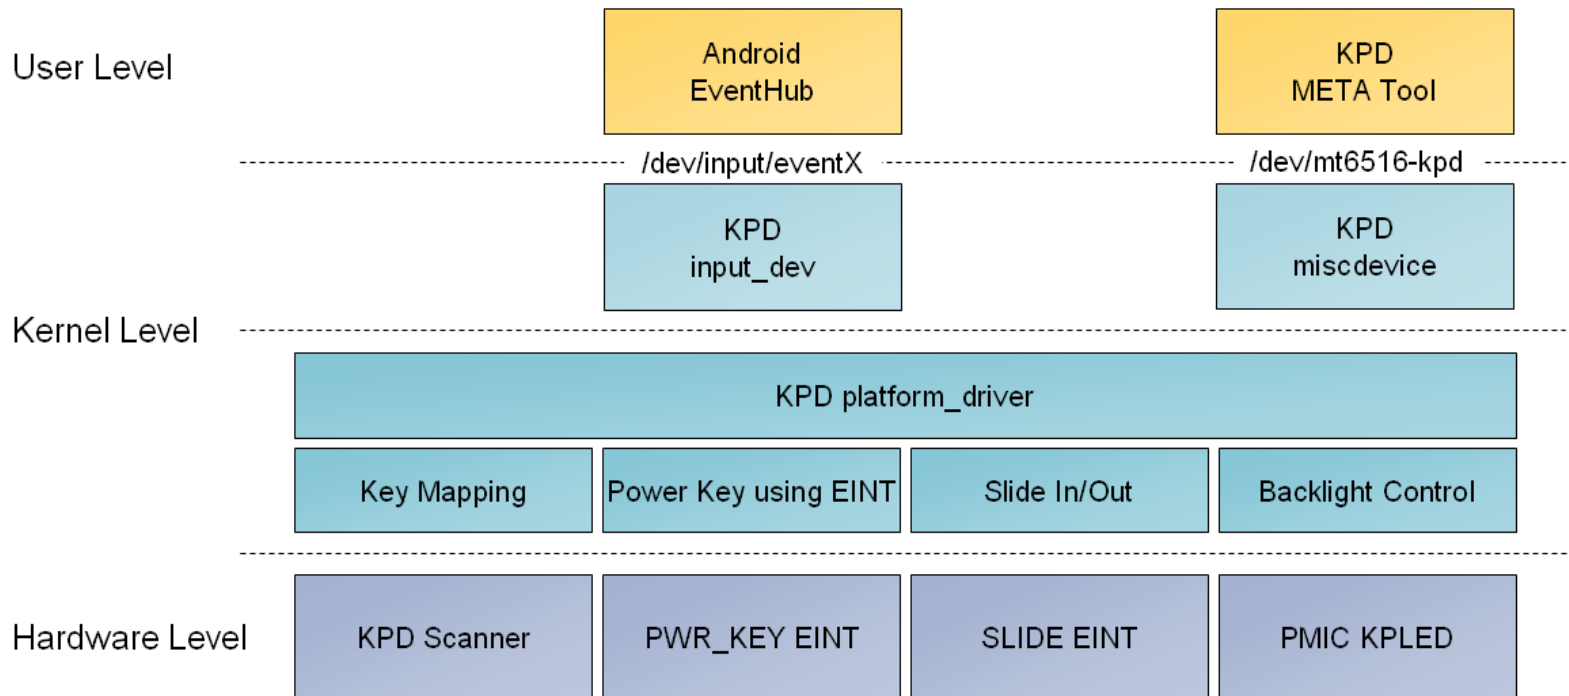 User Level
Android
EventHub
KPD
META Tool
/dev/input/eventX
/dev/mt6516-kpd
KPD
input_dev
KPD
miscdevice
Kernel Level
KPD platform_driver
Key Mapping
Power Key using EINT
Slide In/Out
Backlight Control
Hardware Level
KPD Scanner
PWR_KEY EINT
SLIDE EINT
PMIC KPLED